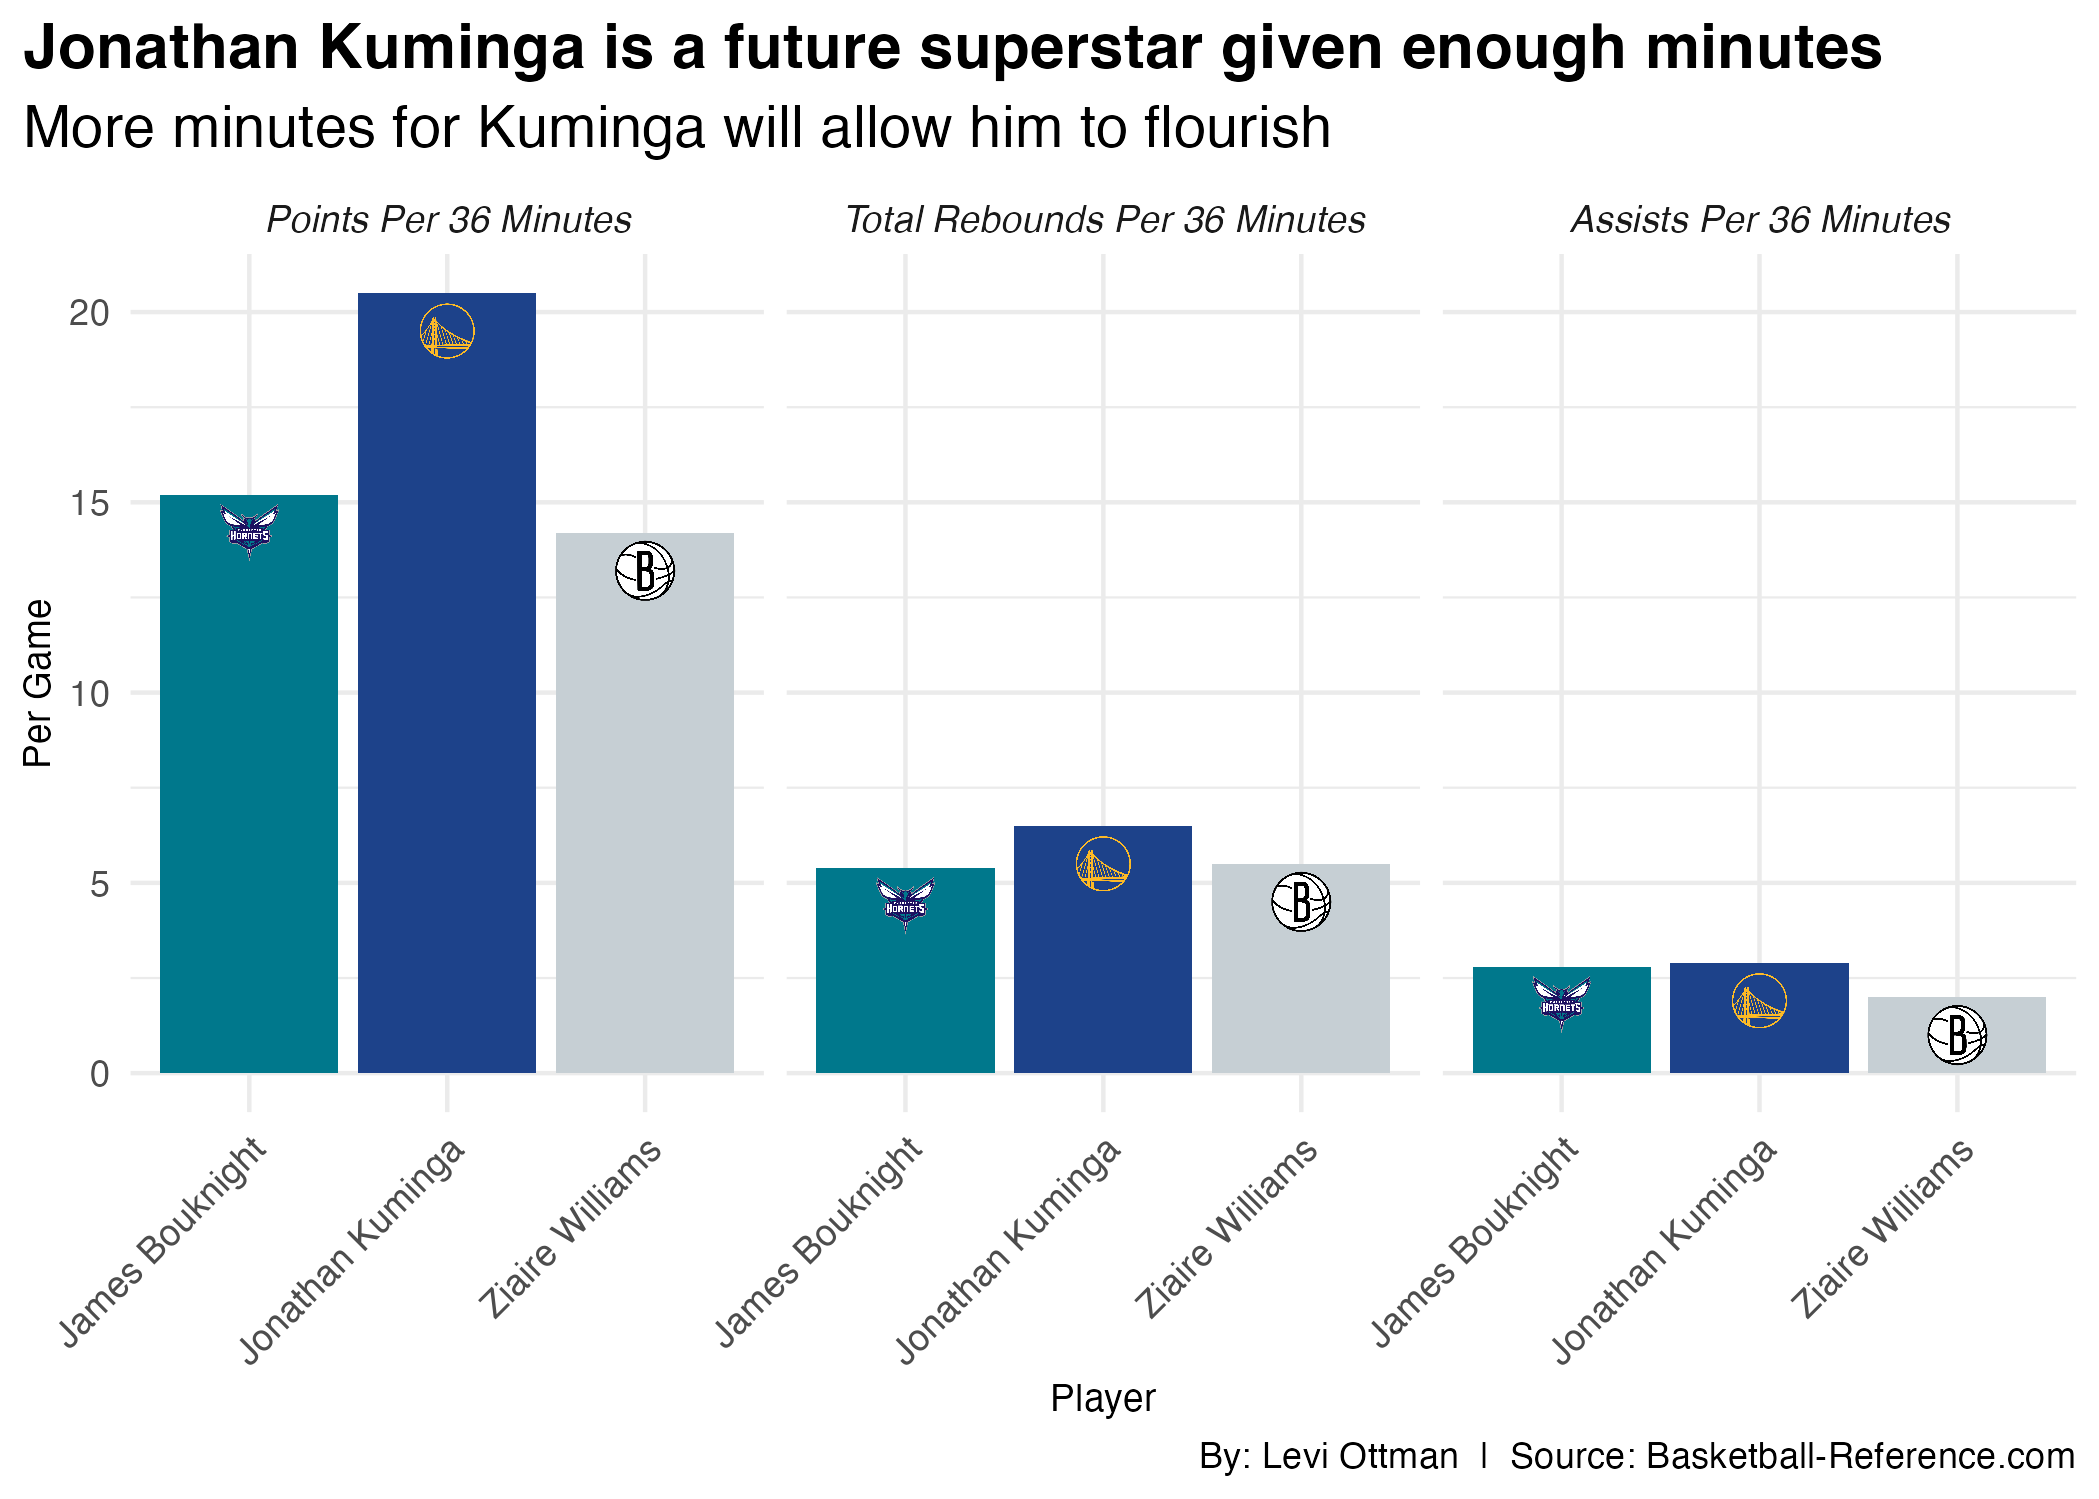 Jonathan Kuminga is a future superstar given enough minutes
More minutes for Kuminga will allow him to flourish
Points Per 36 Minutes
Total Rebounds Per 36 Minutes
Assists Per 36 Minutes
Per Game
20
15
10
5
0
HORNETS
B
HORNETS
B
HORNETS
B
James Bouknight
Jonathan Kuminga
Ziaire Williams
James Bouknight
Jonathan Kuminga
Ziaire Williams
James Bouknight
Jonathan Kuminga
Ziaire Williams
Player
By: Levi Ottman | Source: Basketball-Reference.com